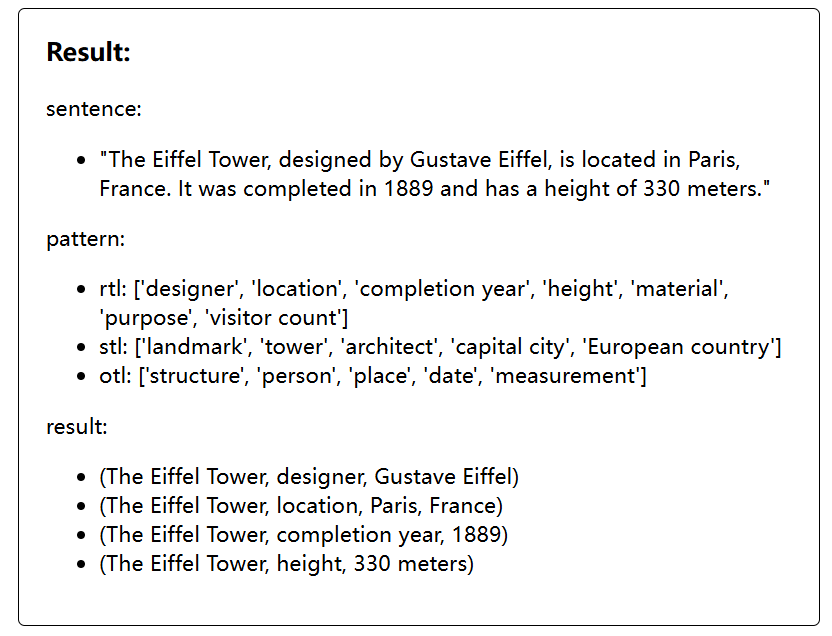 Result:
sentence:
• "The Eiffel Tower, designed by Gustave Eiffel, is located in Paris,
France. It was completed in 1889 and has a height of 330 meters."
pattern:
• rtl: ['designer', 'location', 'completion year', 'height', 'material',
'purpose', 'visitor count']
• stl: ['landmark', 'tower', 'architect', 'capital city', 'European country']
• otl: ['structure', 'person', 'place', 'date', 'measurement']
result:
• (The Eiffel Tower, designer, Gustave Eiffel)
• (The Eiffel Tower, location, Paris, France)
• (The Eiffel Tower, completion year, 1889)
• (The Eiffel Tower, height, 330 meters)